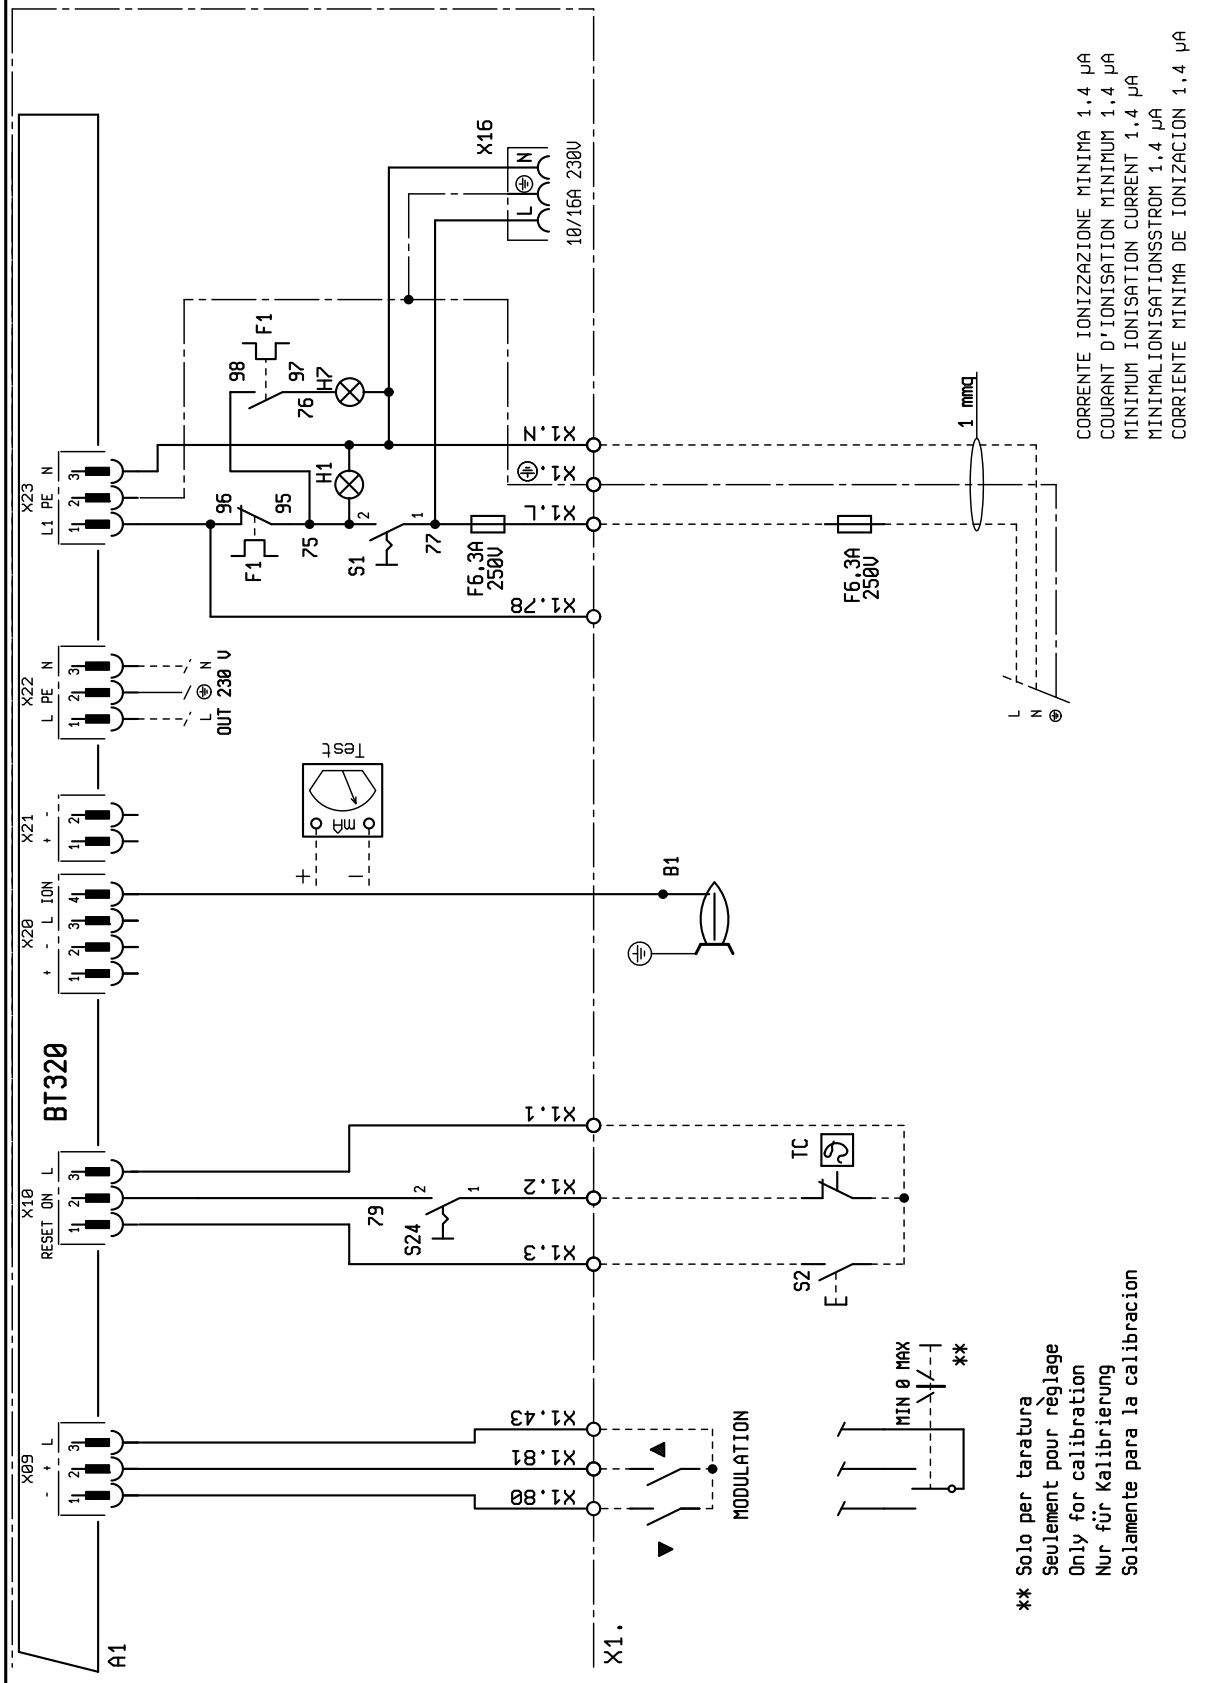 A1
BT320
X09
- + L
1 2 3
X10
RESET ON L
1 2 3
X20
+ - L ION
1 2 3 4
X21
+ -
1 2
X22
L PE N
1 2 3
L N
OUT 230 V
X23
L1 PE N
1 2 3
F1
96
95
75
98
97
F1
76
H7
H1
S1
2
1
77
F6,3A
250V
X16
L N
10/16A 230V
Test
mA
+
-
79
S24
2
1
X1.
X1.80
X1.81
X1.43
X1.3
X1.2
X1.1
X1.78
X1.L
X1.
X1.N
B1
MODULATION
S2
TC
F6,3A
250V
1 mmq
L
N
MIN 0 MAX
**
** Solo per taratura
Seulement pour réglage
Only for calibration
Nur für Kalibrierung
Solamente para la calibracion
CORRENTE IONIZZAZIONE MINIMA 1,4 µA
COURANT D'IONISATION MINIMUM 1,4 µA
MINIMUM IONISATION CURRENT 1,4 µA
MINIMALIONISATIONSSTROM 1,4 µA
CORRIENTE MINIMA DE IONIZACION 1,4 µA